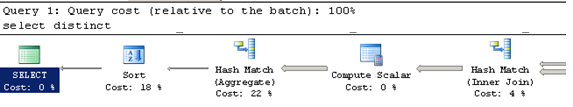 Query 1: Query cost (relative to the batch): 100%
select distinct
SELECT
Cost: 0 %
Sort
Cost: 18 %
Hash Match
(Aggregate)
Cost: 22 %
Compute Scalar
Cost: 0 %
Hash Match
(Inner Join)
Cost: 4 %